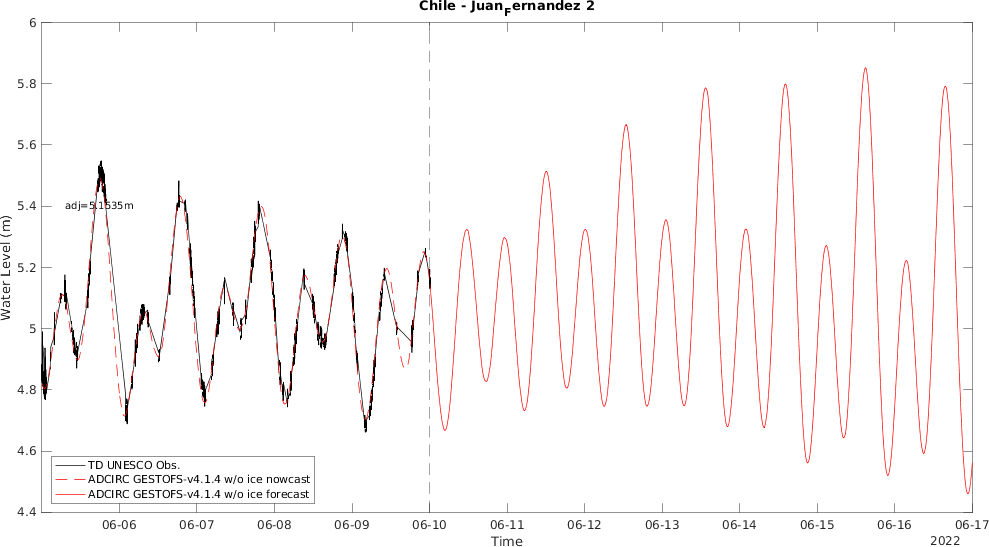 Chile - Juan_Fernandez 2
Water Level (m)
6
5.8
5.6
5.4
5.2
5
4.8
4.6
4.4
adj=5.1535m
TD UNESCO Obs.
ADCIRC GESTOFS-v4.1.4 w/o ice nowcast
ADCIRC GESTOFS-v4.1.4 w/o ice forecast
06-06 06-07 06-08 06-09 06-10 06-11 06-12 06-13 06-14 06-15 06-16 06-17
Time
2022